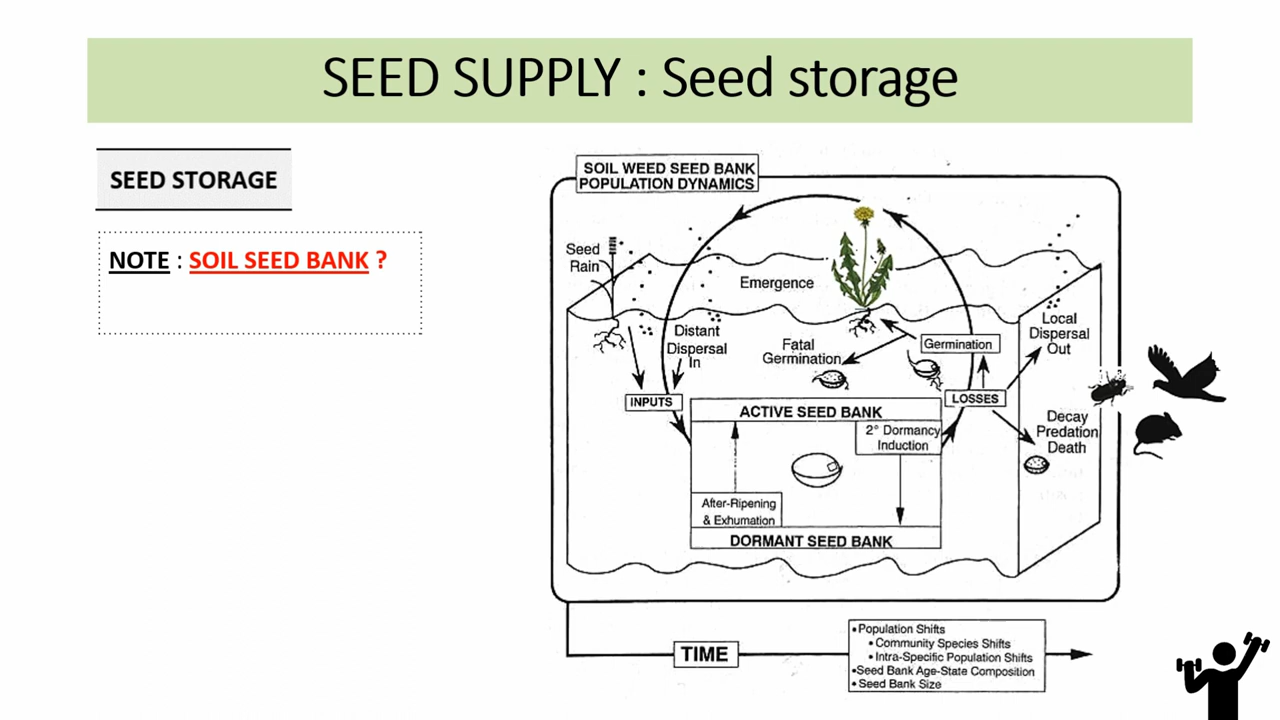 SEED SUPPLY : Seed storage
SEED STORAGE
NOTE : SOIL SEED BANK ?
SOIL WEED SEED BANK
POPULATION DYNAMICS
Seed
Rain
Emergence
Distant
Dispersal
In
Fatal
Germination
Germination
Local
Dispersal
Out
INPUTS
LOSSES
ACTIVE SEED BANK
2° Dormancy
Induction
Decay
Predation
Death
After-Ripening
& Exhumation
DORMANT SEED BANK
TIME
•Population Shifts
•Community Species Shifts
•Intra-Specific Population Shifts
•Seed Bank Age-State Composition
•Seed Bank Size